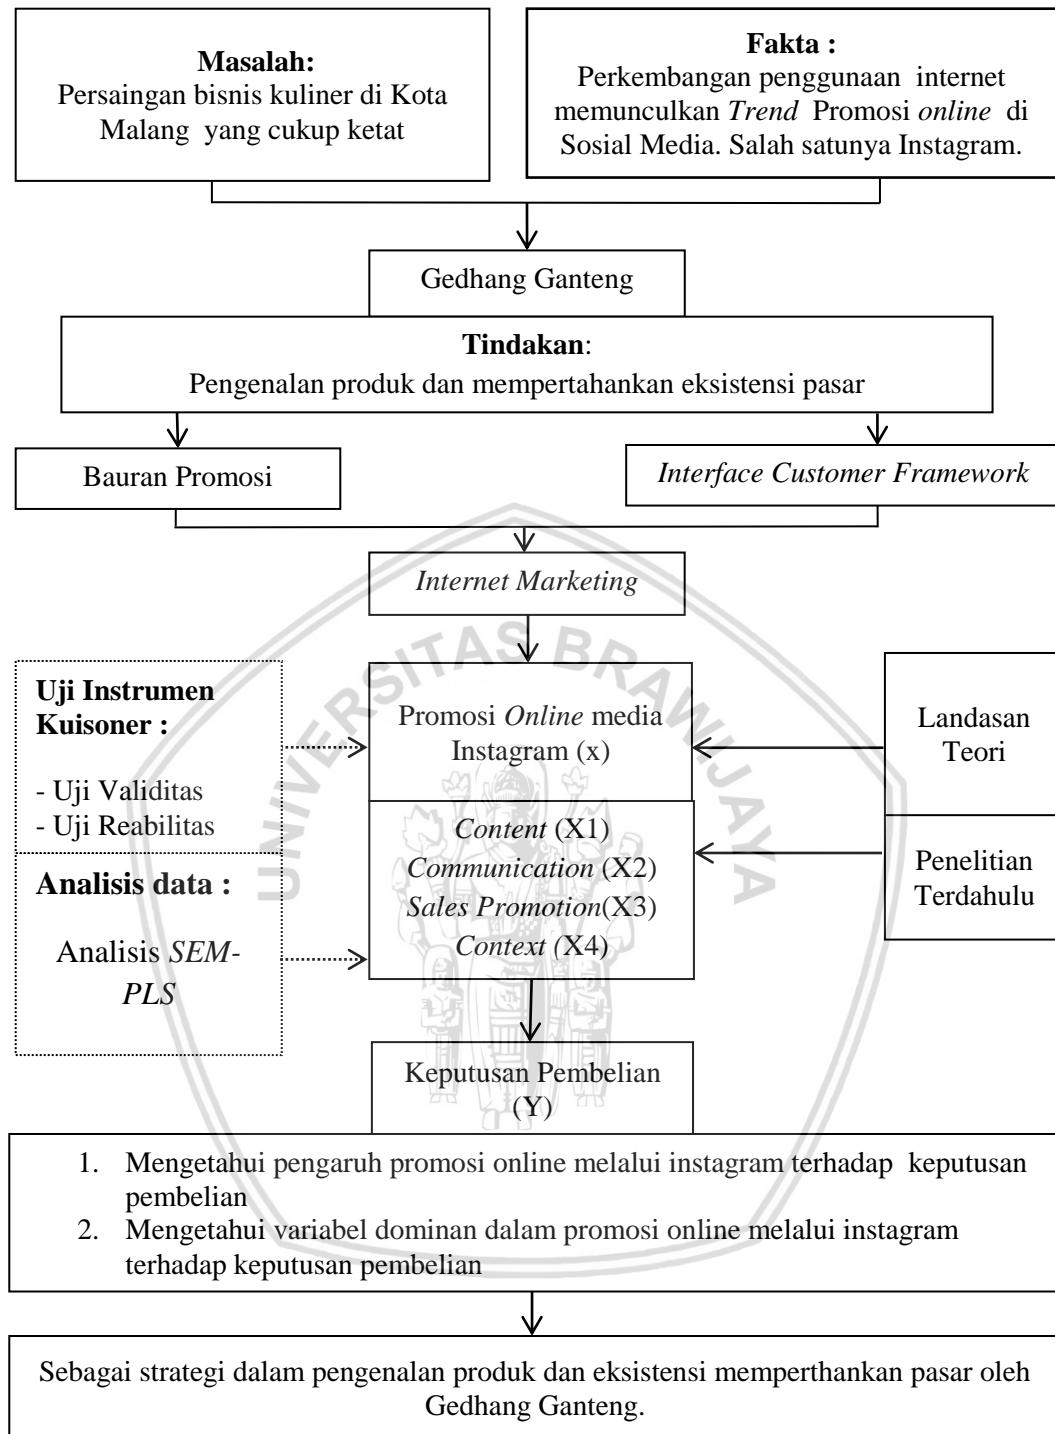 Masalah:
Persaingan bisnis kuliner di Kota
Malang yang cukup ketat
Fakta :
Perkembangan penggunaan internet
memunculkan Trend Promosi online di
Sosial Media. Salah satunya Instagram.
Gedhang Ganteng
Tindakan:
Pengenalan produk dan mempertahankan eksistensi pasar
Bauran Promosi
Interface Customer Framework
Internet Marketing
UNIVERSITAS BRAWIJAYA
Uji Instrumen
Kuisoner :
- Uji Validitas
- Uji Reabilitas
Analisis data :
Analisis SEM-
PLS
Promosi Online media
Instagram (x)
Content (X1)
Communication (X2)
Sales Promotion(X3)
Context (X4)
Landasan
Teori
Penelitian
Terdahulu
Keputusan Pembelian
(Y)
1. Mengetahui pengaruh promosi online melalui instagram terhadap keputusan
pembelian
2. Mengetahui variabel dominan dalam promosi online melalui instagram
terhadap keputusan pembelian
Sebagai strategi dalam pengenalan produk dan eksistensi memperthankan pasar oleh
Gedhang Ganteng.